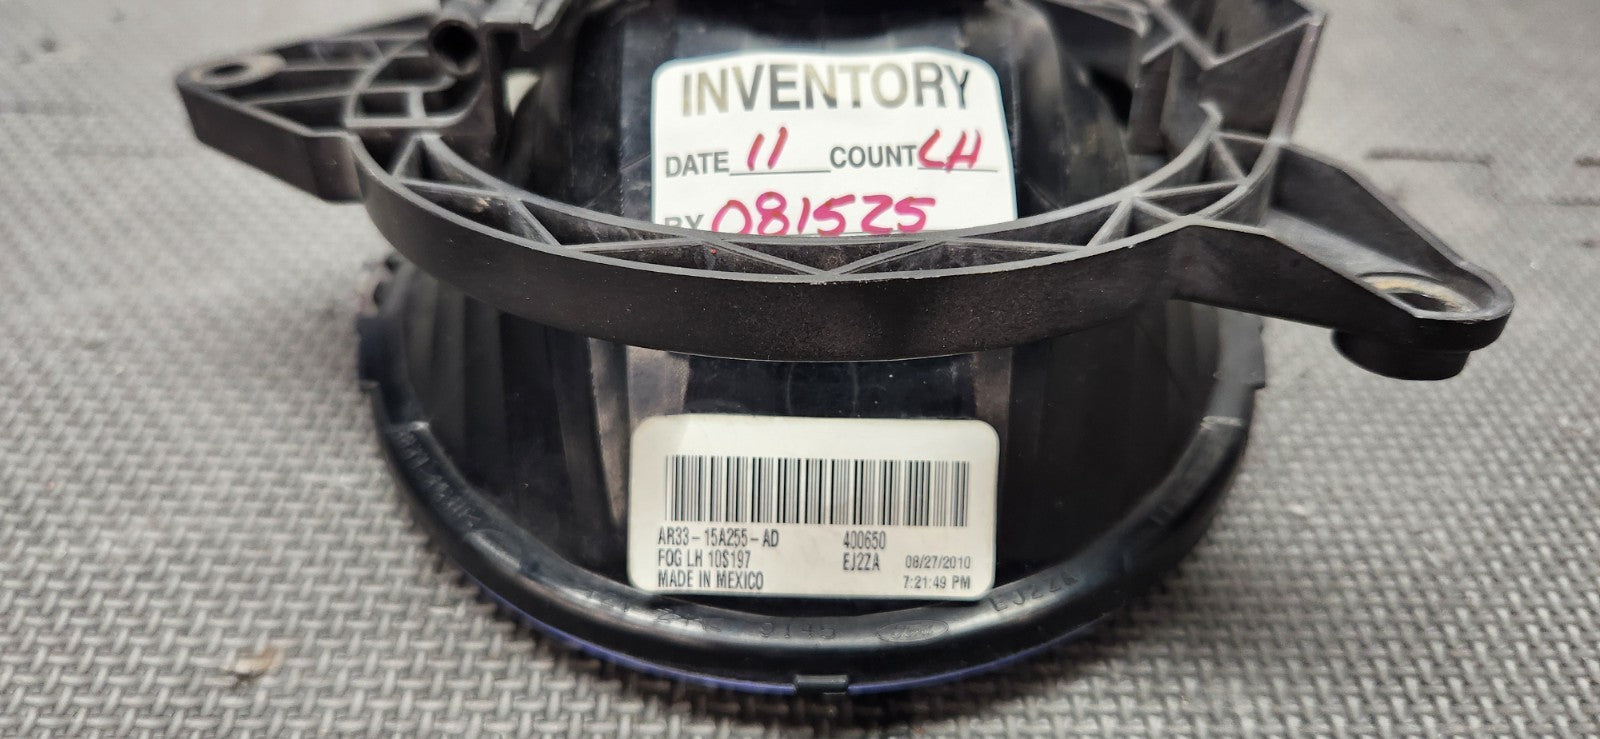 INVENTORY
DATE 11 COUNT LH
BY 081525
AR33-15A255-AD 400650
FOG LH 10S197 EJ2ZA 08/27/2010
MADE IN MEXICO 7:21:49 PM
EJ2ZA